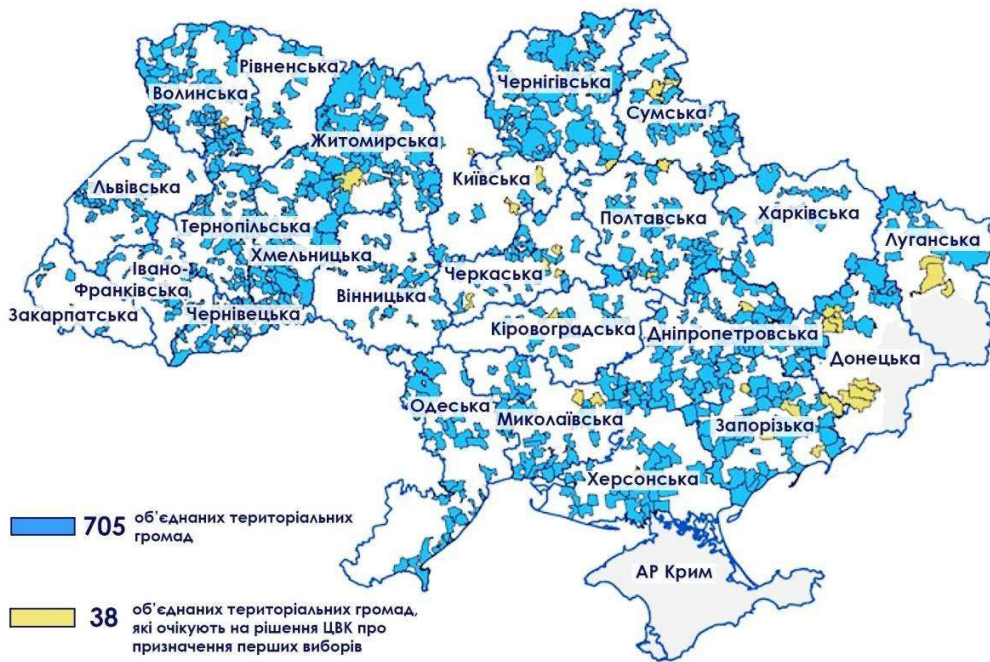 Рівненська
Волинська
Чернігівська
Сумська
Житомирська
Київська
Львівська
Тернопільська
Хмельницька
Полтавська
Харківська
Луганська
Івано-
Франківська
Закарпатська
Чернівецька
Вінницька
Черкаська
Кіровоградська
Дніпропетровська
Донецька
Одеська
Миколаївська
Запорізька
Херсонська
АР Крим
705 об'єднаних територіальних
громад
38 об'єднаних територіальних громад,
які очікують на рішення ЦВК про
призначення перших виборів